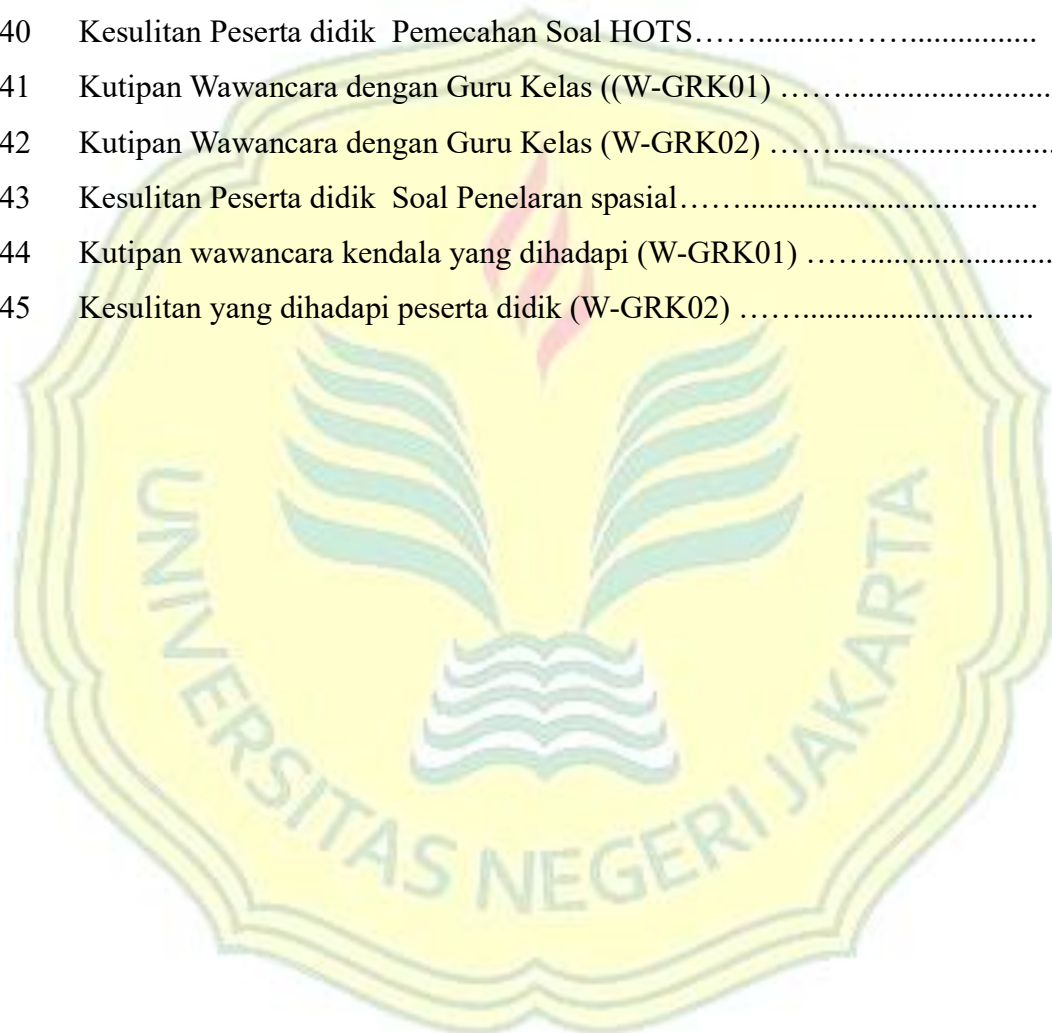 40 Kesulitan Peserta didik Pemecahan Soal HOTS……...........……................
41 Kutipan Wawancara dengan Guru Kelas ((W-GRK01) ……...........................
42 Kutipan Wawancara dengan Guru Kelas (W-GRK02) …….............................
43 Kesulitan Peserta didik Soal Penelaran spasial……......................................
44 Kutipan wawancara kendala yang dihadapi (W-GRK01) ……........................
45 Kesulitan yang dihadapi peserta didik (W-GRK02) ……..............................
UNIVERSITAS NEGERI JAKARTA